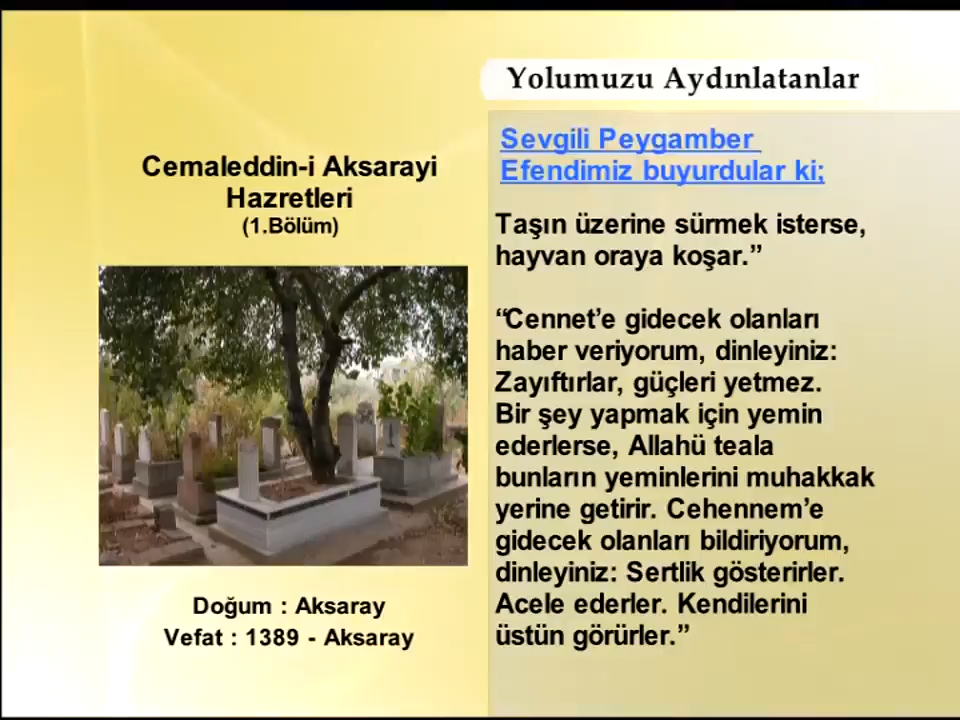 Yolumuzu Aydınlatanlar
Cemaleddin-i Aksarayi
Hazretleri
(1.Bölüm)
Doğum : Aksaray
Vefat : 1389 - Aksaray
Sevgili Peygamber
Efendimiz buyurdular ki;
Taşın üzerine sürmek isterse,
hayvan oraya koşar.”
“Cennet’e gidecek olanları
haber veriyorum, dinleyiniz:
Zayıftırlar, güçleri yetmez.
Bir şey yapmak için yemin
ederlerse, Allahü teala
bunların yeminlerini muhakkak
yerine getirir. Cehennem’e
gidecek olanları bildiriyorum,
dinleyiniz: Sertlik gösterirler.
Acele ederler. Kendilerini
üstün görürler.”